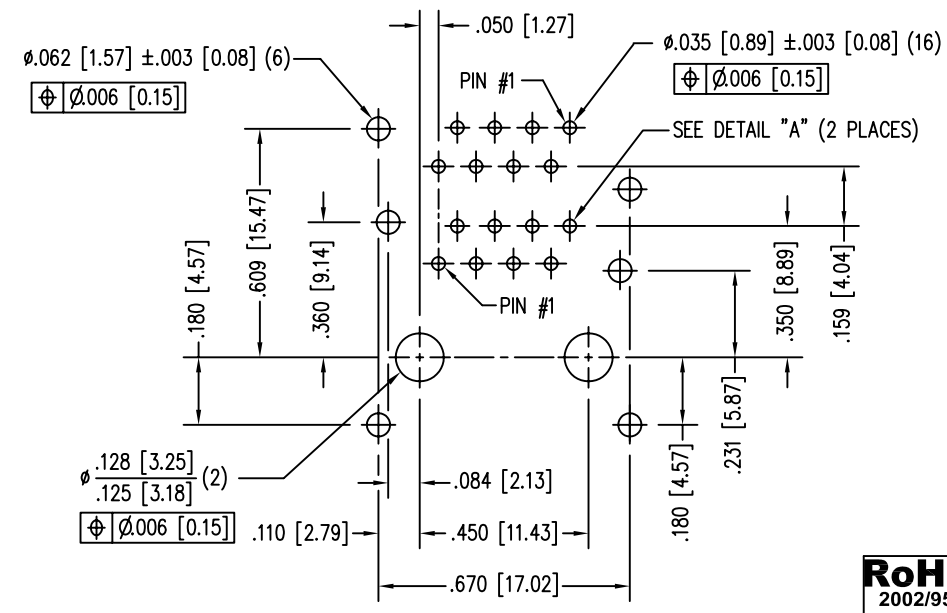 .050 [1.27]
⌀.062 [1.57] ±.003 [0.08] (6)
⌖ ⌀.006 [0.15]
⌀.035 [0.89] ±.003 [0.08] (16)
⌖ ⌀.006 [0.15]
PIN #1
SEE DETAIL "A" (2 PLACES)
.180 [4.57]
.609 [15.47]
.360 [9.14]
.350 [8.89]
.159 [4.04]
PIN #1
.231 [5.87]
.180 [4.57]
⌀ .128 [3.25]
.125 [3.18] (2)
⌖ ⌀.006 [0.15]
.084 [2.13]
.110 [2.79]
.450 [11.43]
.670 [17.02]
RoH
2002/95